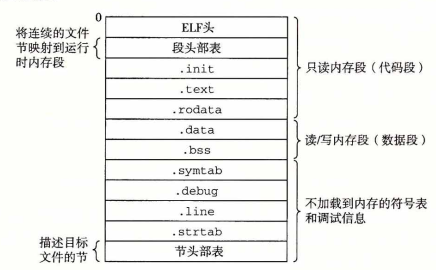 0
将连续的文件
节映射到运行
时内存段
ELF头
段头部表
.init
.text
.rodata
只读内存段（代码段）
.data
.bss
读/写内存段（数据段）
.symtab
.debug
.line
.strtab
不加载到内存的符号表
和调试信息
描述目标
文件的节
节头部表